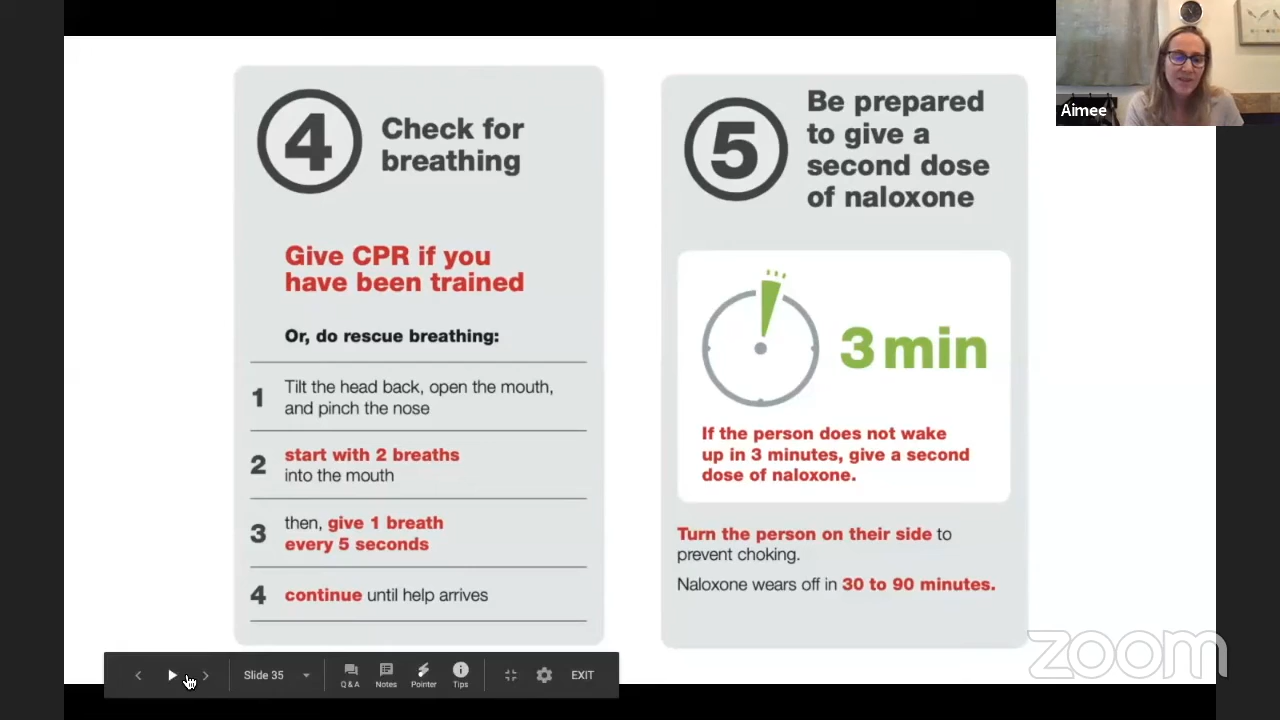 4
Check for
breathing
Give CPR if you
have been trained
Or, do rescue breathing:
1
Tilt the head back, open the mouth,
and pinch the nose
2
start with 2 breaths
into the mouth
3
then, give 1 breath
every 5 seconds
4
continue until help arrives
5
Be prepared
to give a
second dose
of naloxone
3 min
If the person does not wake
up in 3 minutes, give a second
dose of naloxone.
Turn the person on their side to
prevent choking.
Naloxone wears off in 30 to 90 minutes.
Aimee
Slide 35
Q & A
Notes
Pointer
Tips
EXIT
zoom